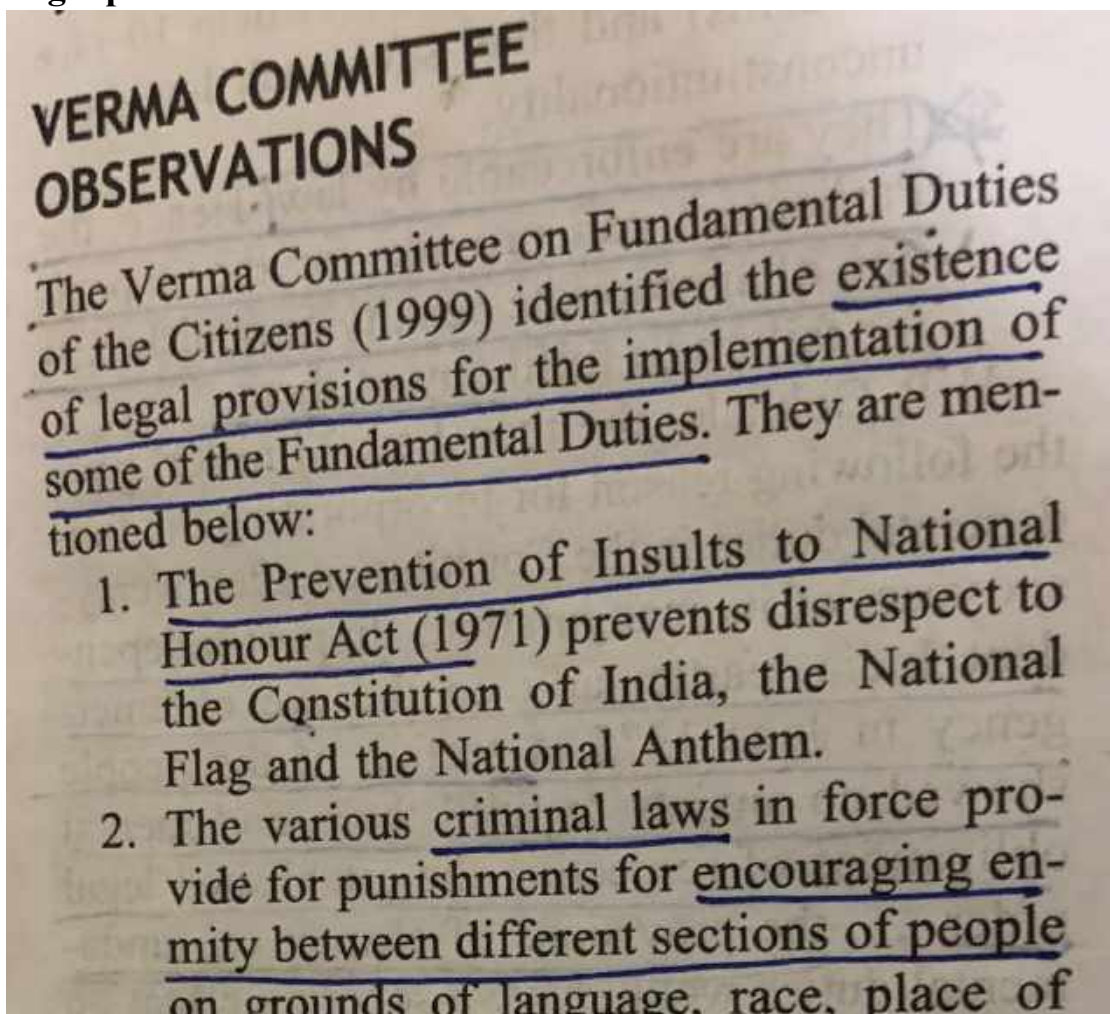 VERMA COMMITTEE
OBSERVATIONS
The Verma Committee on Fundamental Duties
of the Citizens (1999) identified the existence
of legal provisions for the implementation of
some of the Fundamental Duties. They are men-
tioned below:
1. The Prevention of Insults to National
Honour Act (1971) prevents disrespect to
the Constitution of India, the National
Flag and the National Anthem.
2. The various criminal laws in force pro-
vide for punishments for encouraging en-
mity between different sections of people
on grounds of language, race, place of